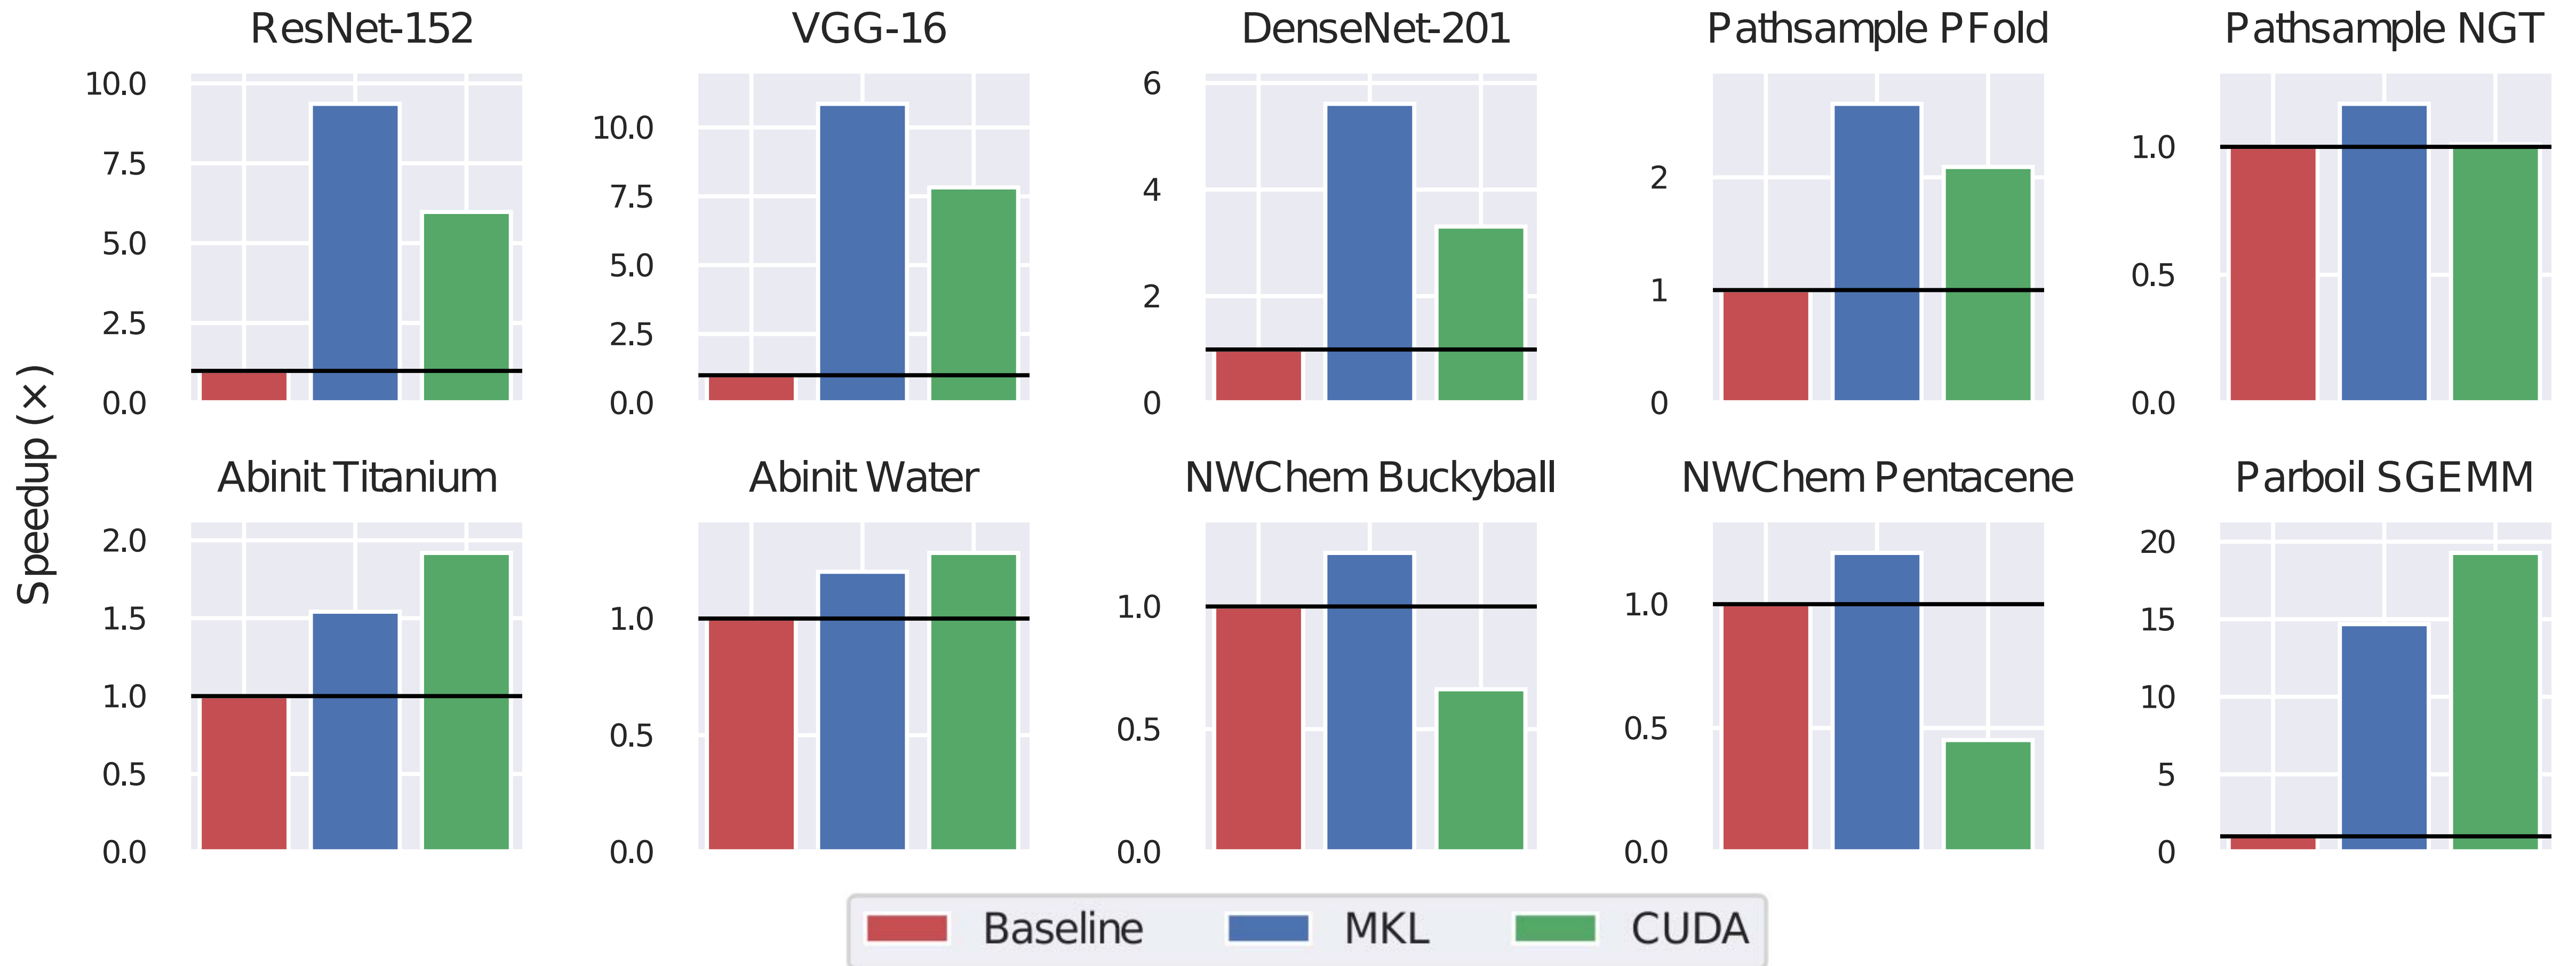 ResNet-152
VGG-16
DenseNet-201
Pathsample PFold
Pathsample NGT
10.0
7.5
5.0
2.5
0.0
10.0
7.5
5.0
2.5
0.0
6
4
2
0
2
1
0
1.0
0.5
0.0
Speedup (×)
Abinit Titanium
Abinit Water
NWChem Buckyball
NWChem Pentacene
Parboil SGEMM
2.0
1.5
1.0
0.5
0.0
1.0
0.5
0.0
1.0
0.5
0.0
1.0
0.5
0.0
20
15
10
5
0
Baseline
MKL
CUDA